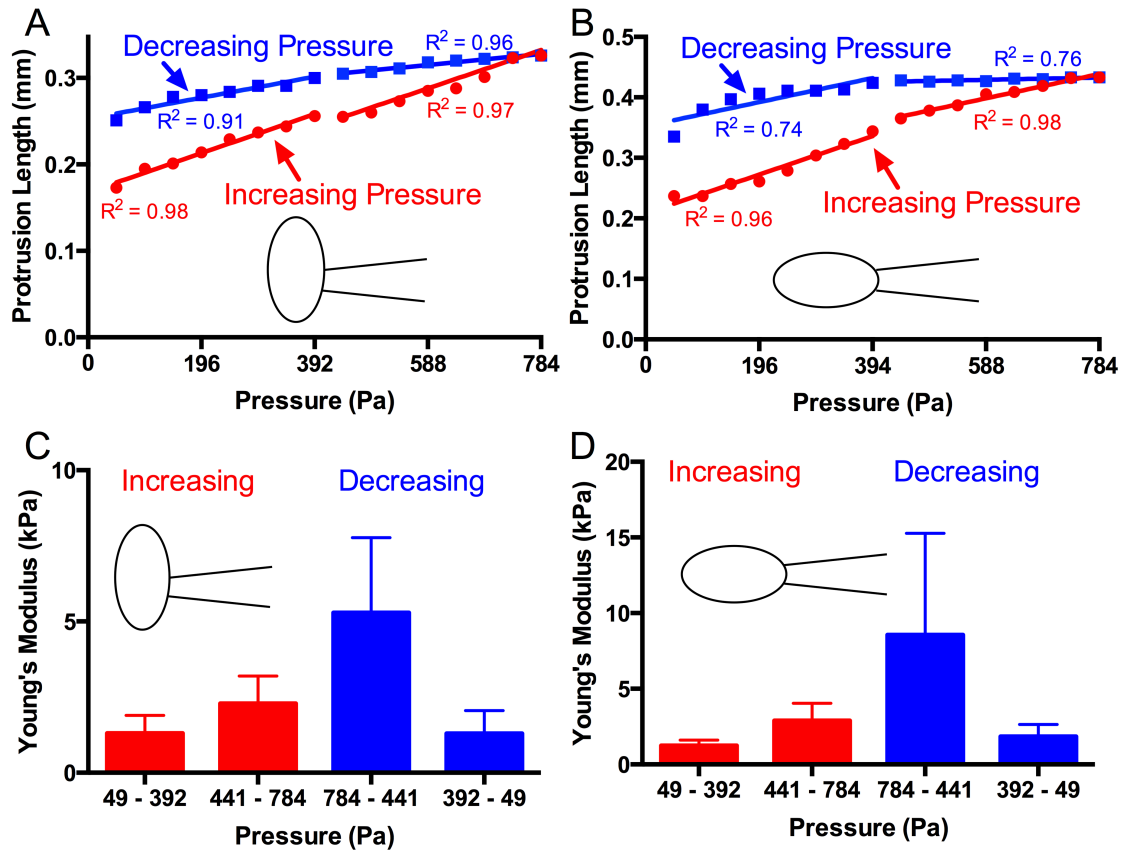 A
Protrusion Length (mm)
0.3
0.2
0.1
0.0
Decreasing Pressure
R² = 0.96
R² = 0.91
R² = 0.97
Increasing Pressure
R² = 0.98
0 196 392 588 784
Pressure (Pa)
B
Protrusion Length (mm)
0.5
0.4
0.3
0.2
0.1
0.0
Decreasing Pressure
R² = 0.76
R² = 0.74
R² = 0.98
Increasing Pressure
R² = 0.96
0 196 394 588 784
Pressure (Pa)
C
Young's Modulus (kPa)
10
5
0
Increasing Decreasing
49 - 392 441 - 784 784 - 441 392 - 49
Pressure (Pa)
D
Young's Modulus (kPa)
20
15
10
5
0
Increasing Decreasing
49 - 392 441 - 784 784 - 441 392 - 49
Pressure (Pa)